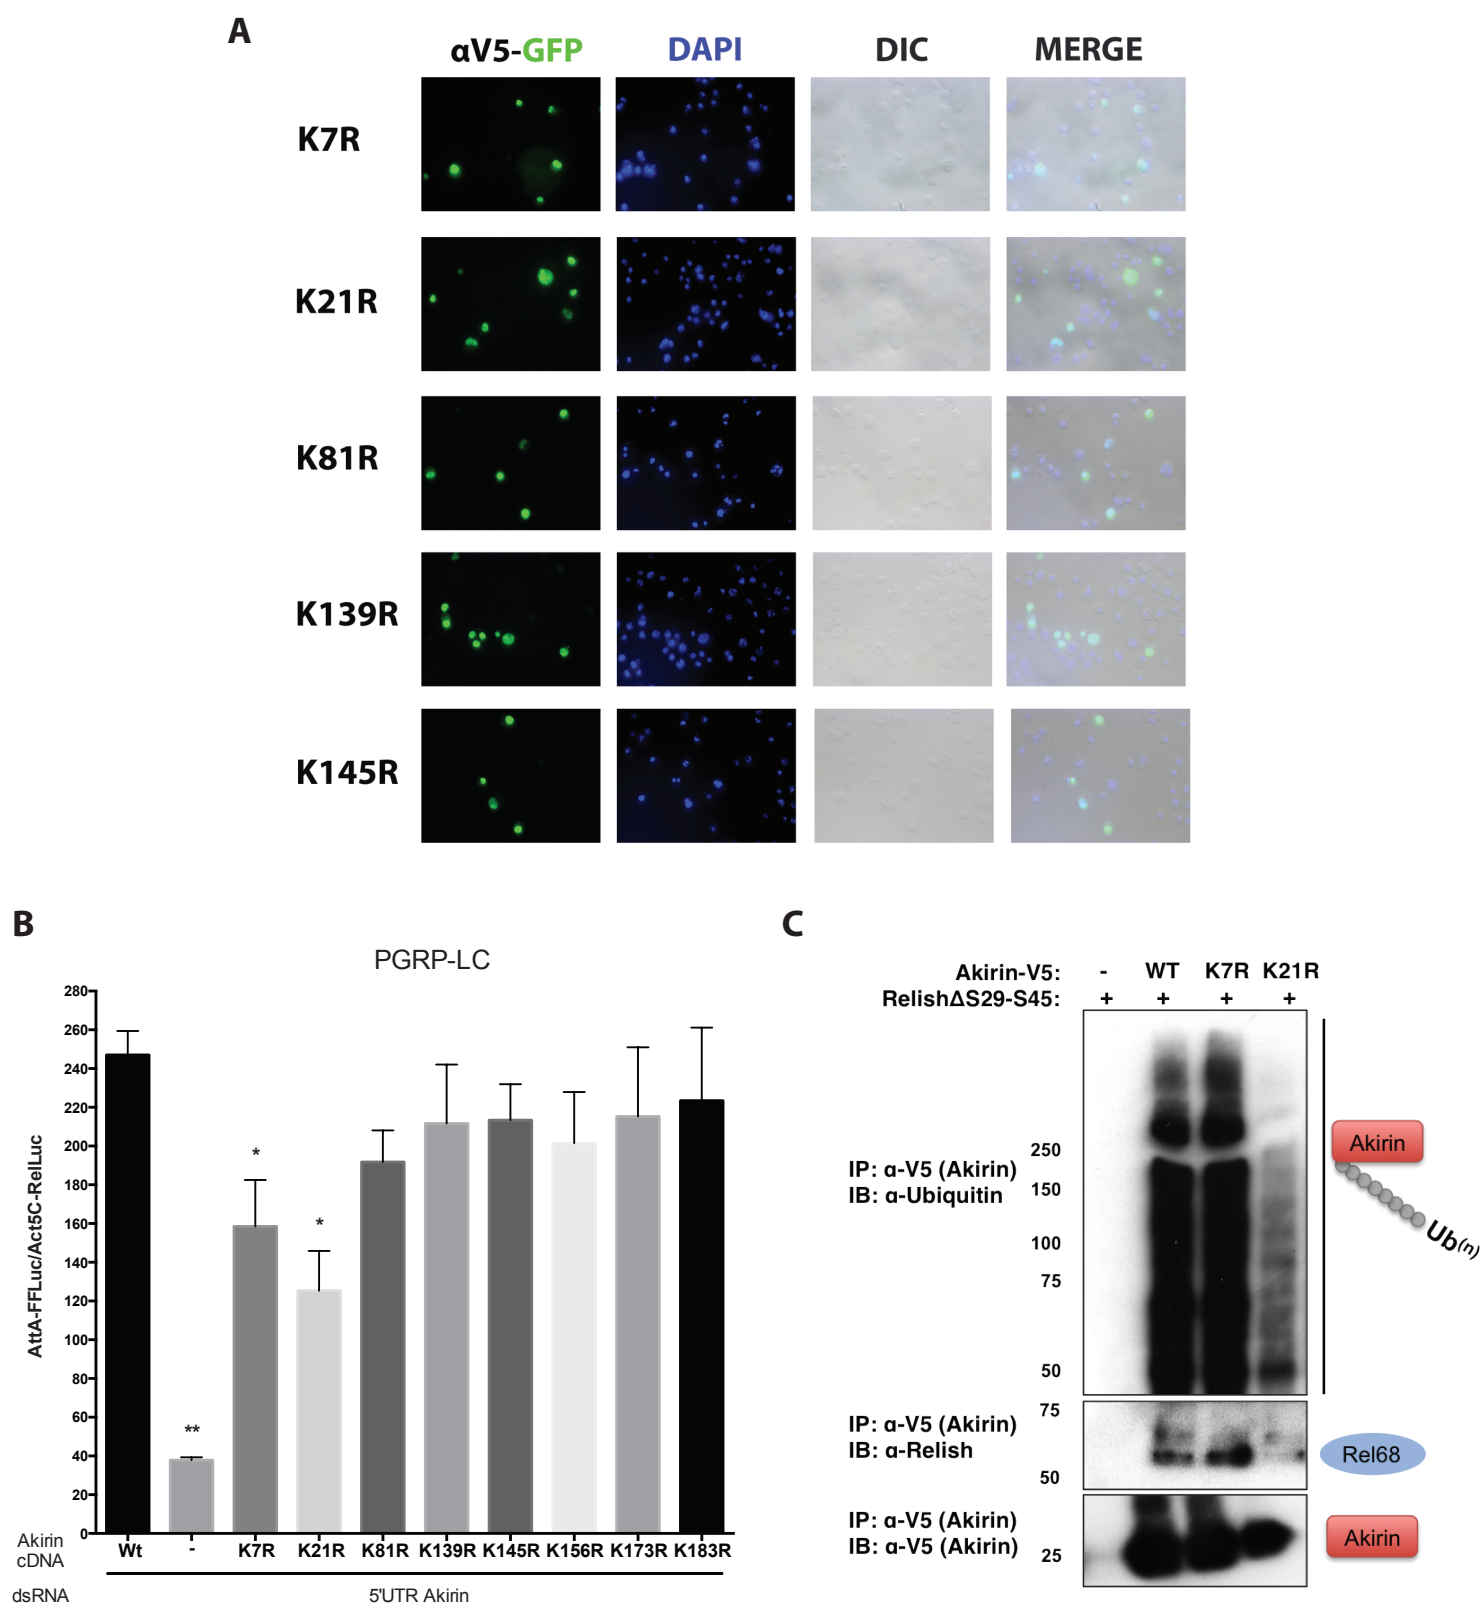 A
αV5-GFP DAPI DIC MERGE
K7R
K21R
K81R
K139R
K145R
B
PGRP-LC
AttA-FFLuc/Act5C-RelLuc
280
260
240
220
200
180
160
140
120
100
80
60
40
20
0
** * *
Akirin cDNA
Wt - K7R K21R K81R K139R K145R K156R K173R K183R
dsRNA 5'UTR Akirin
C
Akirin-V5: - WT K7R K21R
RelishΔS29-S45: + + + +
IP: α-V5 (Akirin)
IB: α-Ubiquitin
250
150
100
75
50
Akirin
Ub(n)
IP: α-V5 (Akirin)
IB: α-Relish
75
50
Rel68
IP: α-V5 (Akirin)
IB: α-V5 (Akirin)
25
Akirin